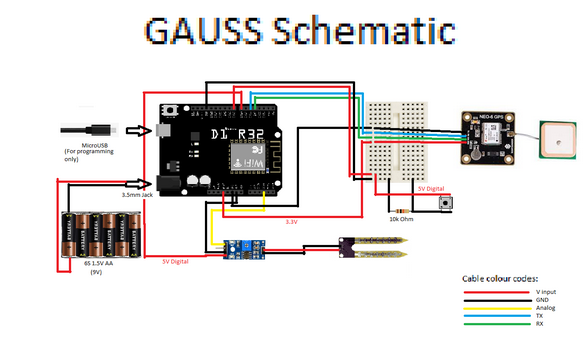 GAUSS Schematic
D1 R32
WiFi
MicroUSB
(For programming
only)
3.5mm Jack
NEO-6 GPS
5V Digital
10k Ohm
3.3V
5V Digital
6S 1.5V AA
(9V)
Cable colour codes:
V input
GND
Analog
TX
RX